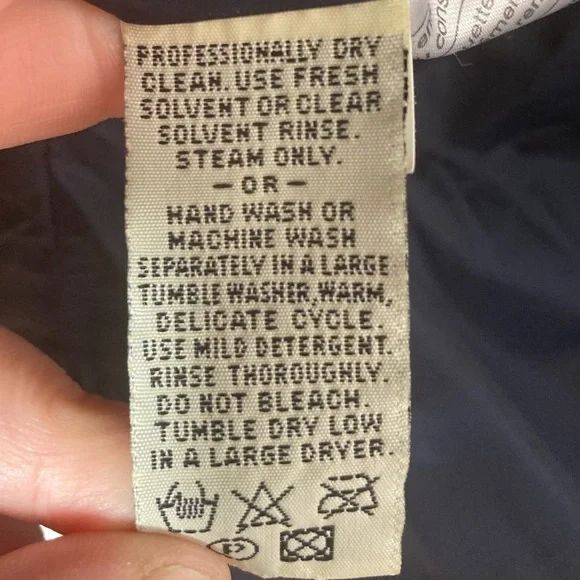 PROFESSIONALLY DRY
CLEAN. USE FRESH
SOLVENT OR CLEAR
SOLVENT RINSE.
STEAM ONLY.
– OR –
HAND WASH OR
MACHINE WASH
SEPARATELY IN A LARGE
TUMBLE WASHER, WARM,
DELICATE CYCLE.
USE MILD DETERGENT.
RINSE THOROUGHLY.
DO NOT BLEACH.
TUMBLE DRY LOW
IN A LARGE DRYER.
P